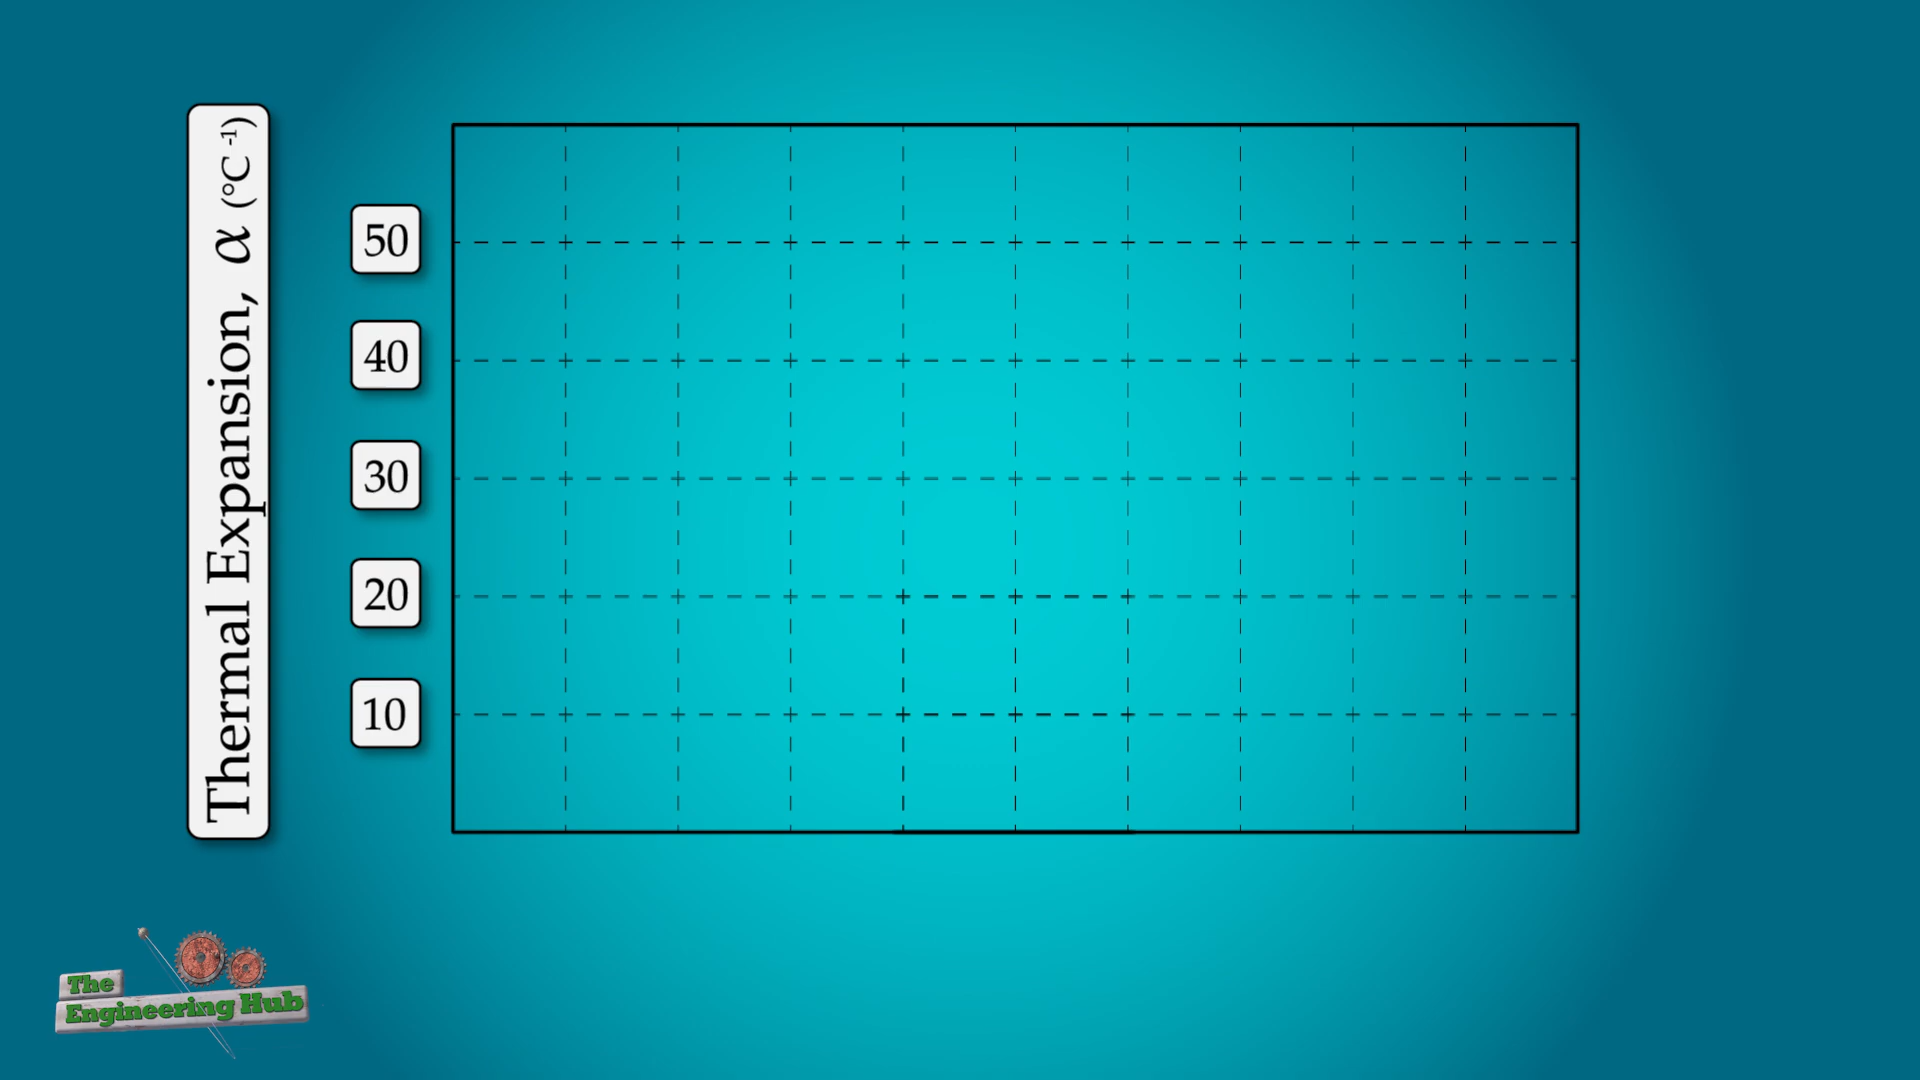 Thermal Expansion, α (°C ⁻¹)
50
40
30
20
10
The
Engineering Hub